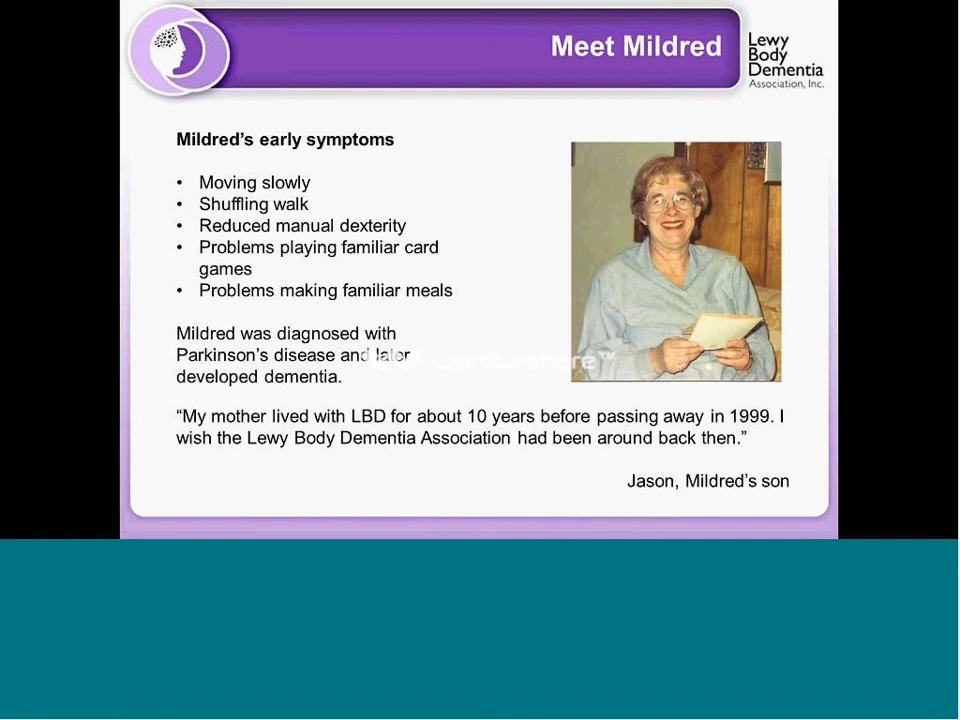 Meet Mildred
Lewy
Body
Dementia
Association, Inc.
Mildred’s early symptoms
• Moving slowly
• Shuffling walk
• Reduced manual dexterity
• Problems playing familiar card
games
• Problems making familiar meals
Mildred was diagnosed with
Parkinson’s disease and later
developed dementia.
Wondershare™
“My mother lived with LBD for about 10 years before passing away in 1999. I
wish the Lewy Body Dementia Association had been around back then.”
Jason, Mildred’s son